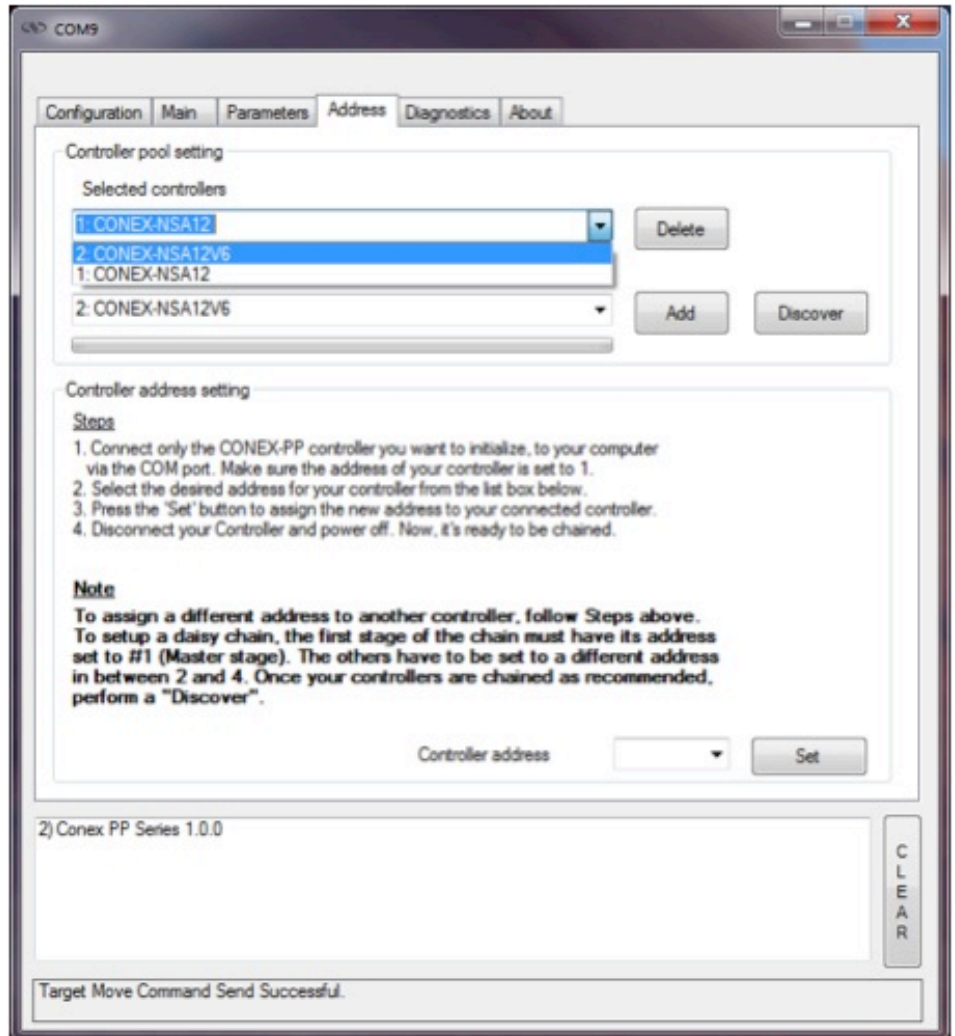 COM9
Configuration Main Parameters Address Diagnostics About
Controller pool setting
Selected controllers
1: CONEX-NSA12
Delete
2: CONEX-NSA12V6
1: CONEX-NSA12
2: CONEX-NSA12V6
Add Discover
Controller address setting
Steps
1. Connect only the CONEX-PP controller you want to initialize, to your computer
via the COM port. Make sure the address of your controller is set to 1.
2. Select the desired address for your controller from the list box below.
3. Press the 'Set' button to assign the new address to your connected controller.
4. Disconnect your Controller and power off. Now, it's ready to be chained.
Note
To assign a different address to another controller, follow Steps above.
To setup a daisy chain, the first stage of the chain must have its address
set to #1 (Master stage). The others have to be set to a different address
in between 2 and 4. Once your controllers are chained as recommended,
perform a "Discover".
Controller address
Set
2) Conex PP Series 1.0.0
CLEAR
Target Move Command Send Successful.